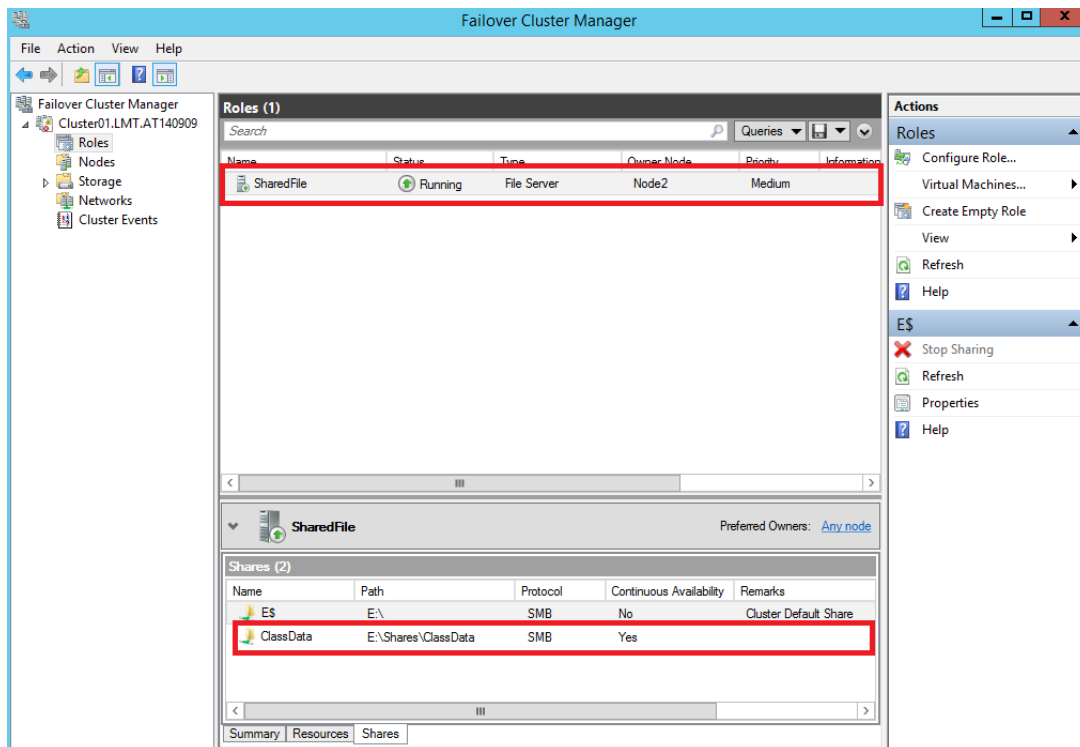 Failover Cluster Manager
File Action View Help
Failover Cluster Manager
Cluster01.LMT.AT140909
Roles
Nodes
Storage
Networks
Cluster Events
Roles (1)
Search
Queries
Name Status Type Owner Node Priority Information
SharedFile Running File Server Node2 Medium
SharedFile Preferred Owners: Any node
Shares (2)
Name Path Protocol Continuous Availability Remarks
E$ E:\ SMB No Cluster Default Share
ClassData E:\Shares\ClassData SMB Yes
Summary Resources Shares
Actions
Roles
Configure Role...
Virtual Machines...
Create Empty Role
View
Refresh
Help
E$
Stop Sharing
Refresh
Properties
Help